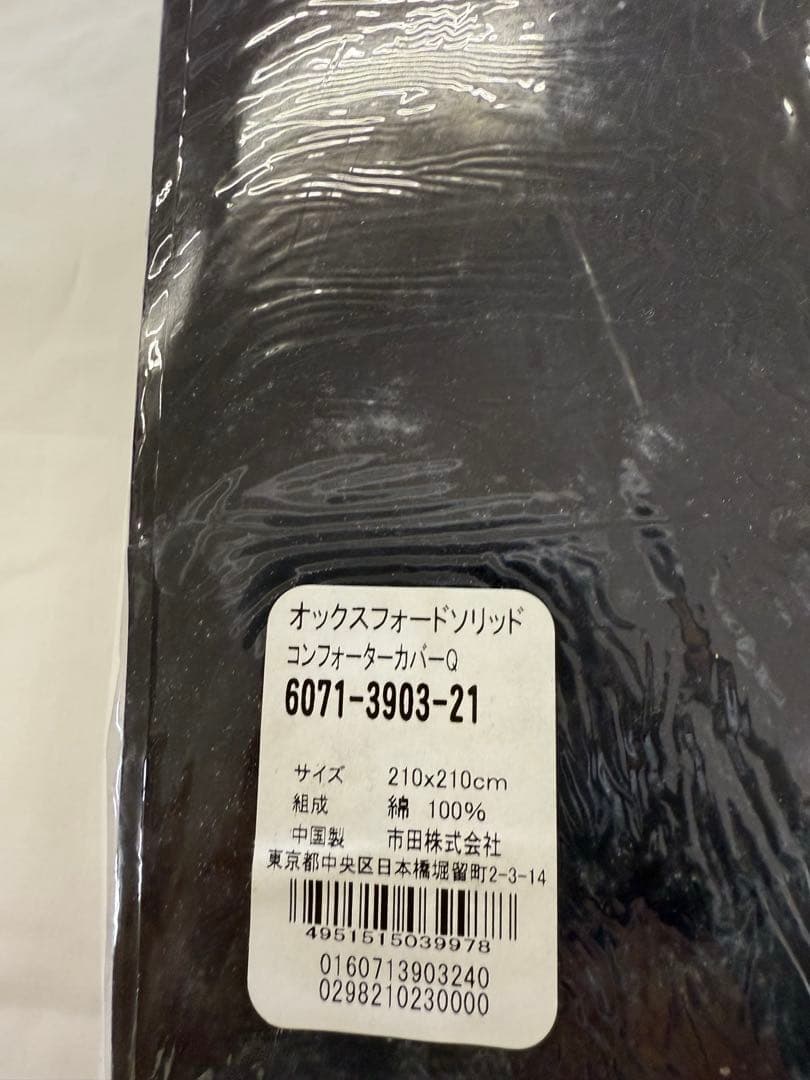 オックスフォードソリッド
コンフォーターカバーQ
6071-3903-21
サイズ 210x210cm
組成 綿 100%
中国製 市田株式会社
東京都中央区日本橋堀留町2-3-14
4951515039978
0160713903240
0298210230000